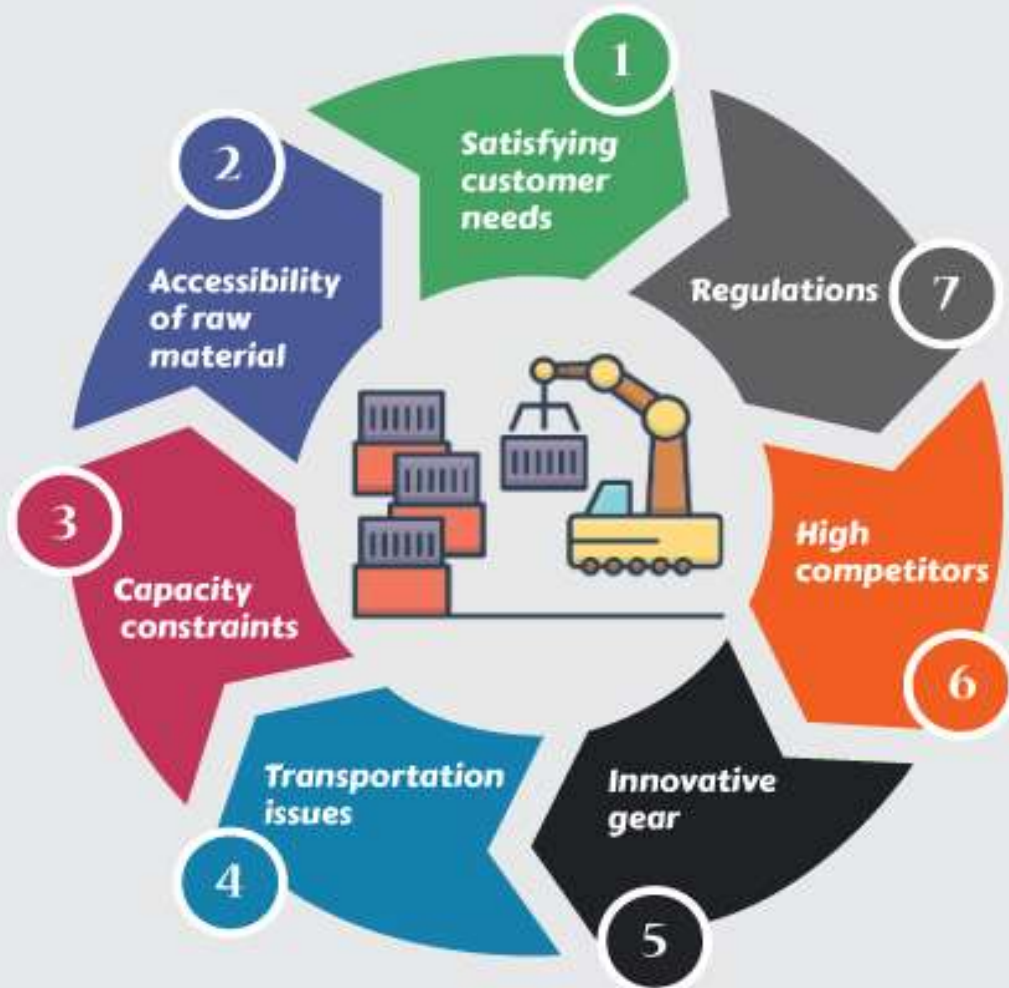 1
Satisfying
customer
needs
2
Accessibility
of raw
material
3
Capacity
constraints
4
Transportation
issues
5
Innovative
gear
6
High
competitors
7
Regulations